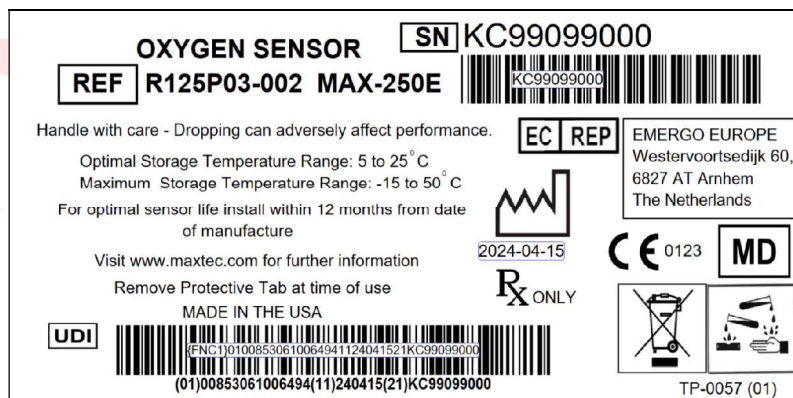 OXYGEN SENSOR
SN KC99099000
KC99099000
REF R125P03-002 MAX-250E
Handle with care - Dropping can adversely affect performance.
Optimal Storage Temperature Range: 5 to 25°C
Maximum Storage Temperature Range: -15 to 50°C
For optimal sensor life install within 12 months from date
of manufacture
Visit www.maxtec.com for further information
Remove Protective Tab at time of use
MADE IN THE USA
EC REP
EMERGO EUROPE
Westervoortsedijk 60,
6827 AT Arnhem
The Netherlands
2024-04-15
Rx ONLY
CE 0123
MD
UDI
(FNC1)01008530610064941124041521KC99099000
(01)00853061006494(11)240415(21)KC99099000
TP-0057 (01)